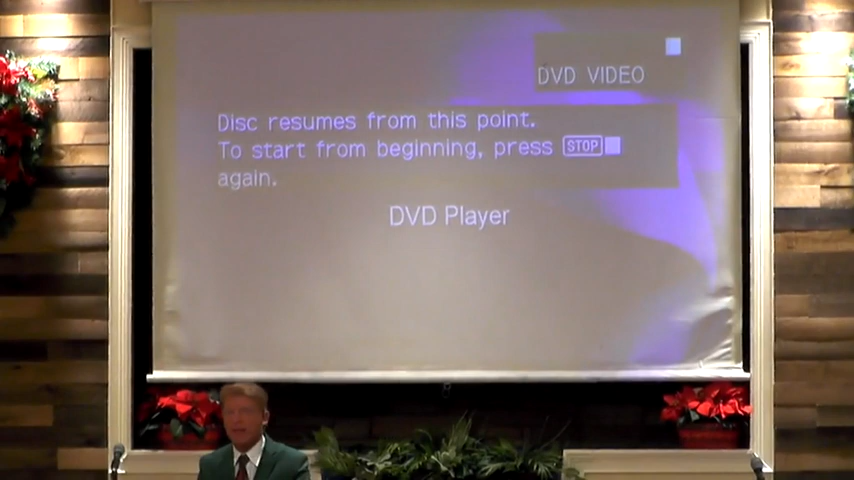 DVD VIDEO
Disc resumes from this point.
To start from beginning, press STOP
again.
DVD Player